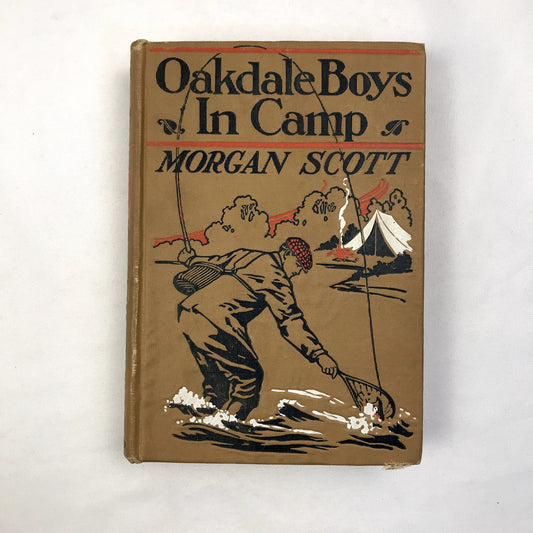 Oakdale Boys
In Camp
MORGAN SCOTT